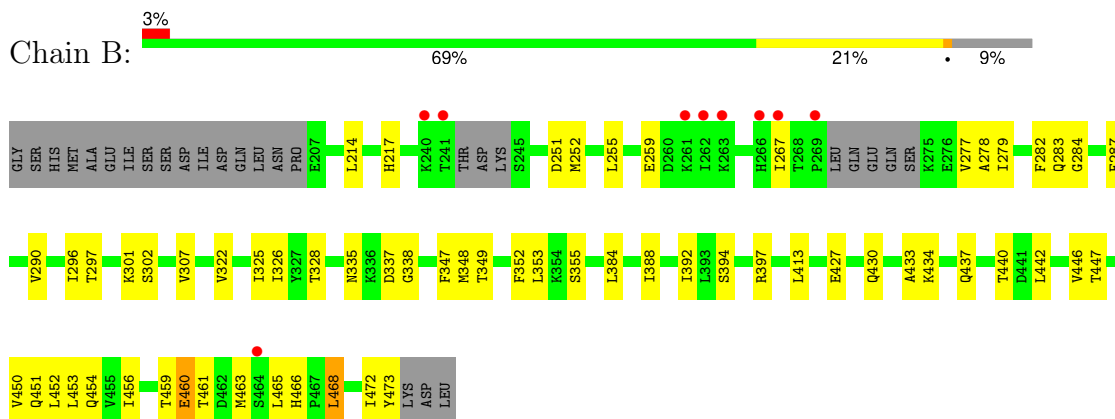 3%
Chain B:
69% 21% • 9%
GLY SER HIS MET ALA GLU ILE SER SER ASP ILE ASP GLN LEU ASN PRO E207 L214 H217 K240 T241 THR ASP LYS S245 D251 M252 L255 E259 D260 K261 I262 K263 H266 I267 T268 P269 LEU GLN GLU GLN SER K275 E276 V277 A278 I279 F282 Q283 G284
V290 I296 T297 K301 S302 V307 V322 I325 I326 Y327 T328 N335 K336 D337 G338 F347 M348 T349 F352 L353 K354 S355 L384 I388 I392 L393 S394 R397 L413 E427 Q430 A433 K434 Q437 T440 D441 L442 V446 T447
V450 Q451 L452 L453 Q454 V455 I456 T459 E460 T461 D462 M463 S464 L465 H466 P467 L468 I472 Y473 LYS ASP LEU